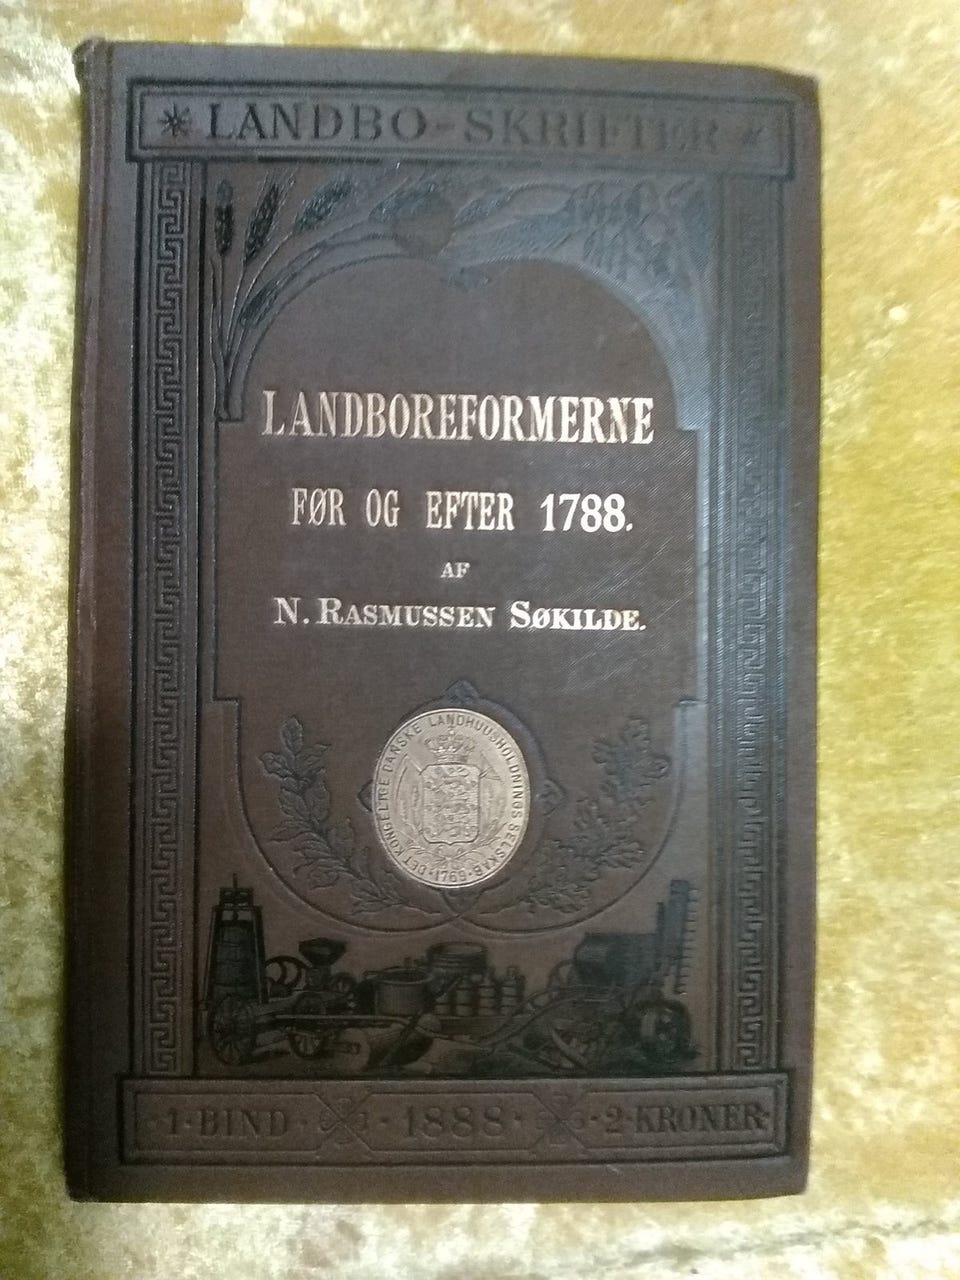 LANDBO-SKRIFTER
LANDBOREFORMERNE
FØR OG EFTER 1788.
AF
N. RASMUSSEN SØKILDE.
DET KONGELIGE DANSKE LANDHUUSHOLDNINGS SELSKAB
·1769·
·1·BIND· ·1888· ·2·KRONER·